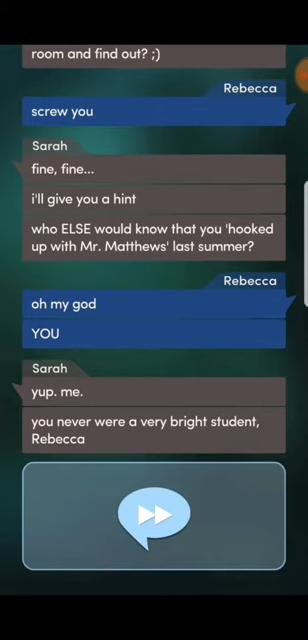 room and find out? ;)
Rebecca
screw you
Sarah
fine, fine...
i'll give you a hint
who ELSE would know that you 'hooked
up with Mr. Matthews' last summer?
Rebecca
oh my god
YOU
Sarah
yup. me.
you never were a very bright student,
Rebecca